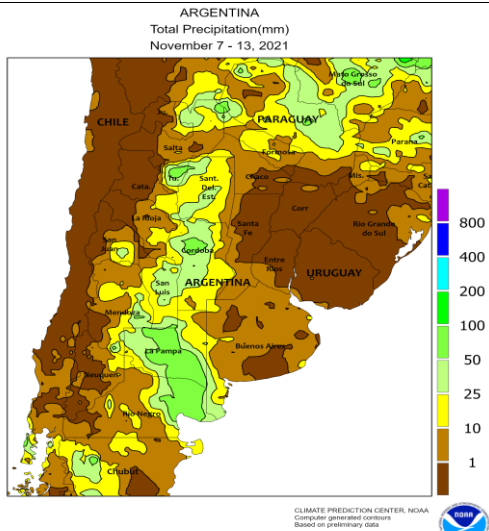 ARGENTINA
Total Precipitation(mm)
November 7 - 13, 2021
Mato Grosso
do Sul
CHILE
PARAGUAY
Parana
Salta
Formosa
Tu.
Sant.
Del.
Est.
Chaco
Mis.
Cata.
Corr
La Rioja
Santa
Fe
Rio Grande
do Sul
San
Juan
Cordoba
Entre
Rios
URUGUAY
San
Luis
ARGENTINA
Mendoza
La Pampa
Buenos Aires
Neuquen
Rio Negro
Chubut
800
400
200
100
50
25
10
1
CLIMATE PREDICTION CENTER, NOAA
Computer generated contours
Based on preliminary data
NOAA